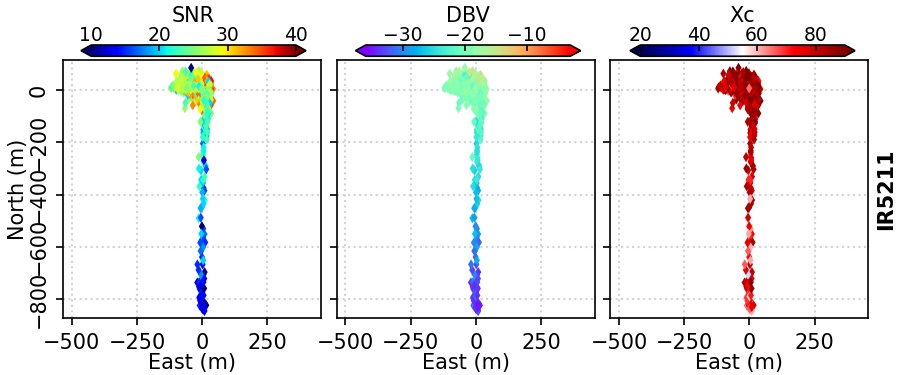 SNR DBV Xc
10 20 30 40 −30 −20 −10 20 40 60 80
North (m)
0
−200
−400
−600
−800
IR5211
−500 −250 0 250 −500 −250 0 250 −500 −250 0 250
East (m) East (m) East (m)